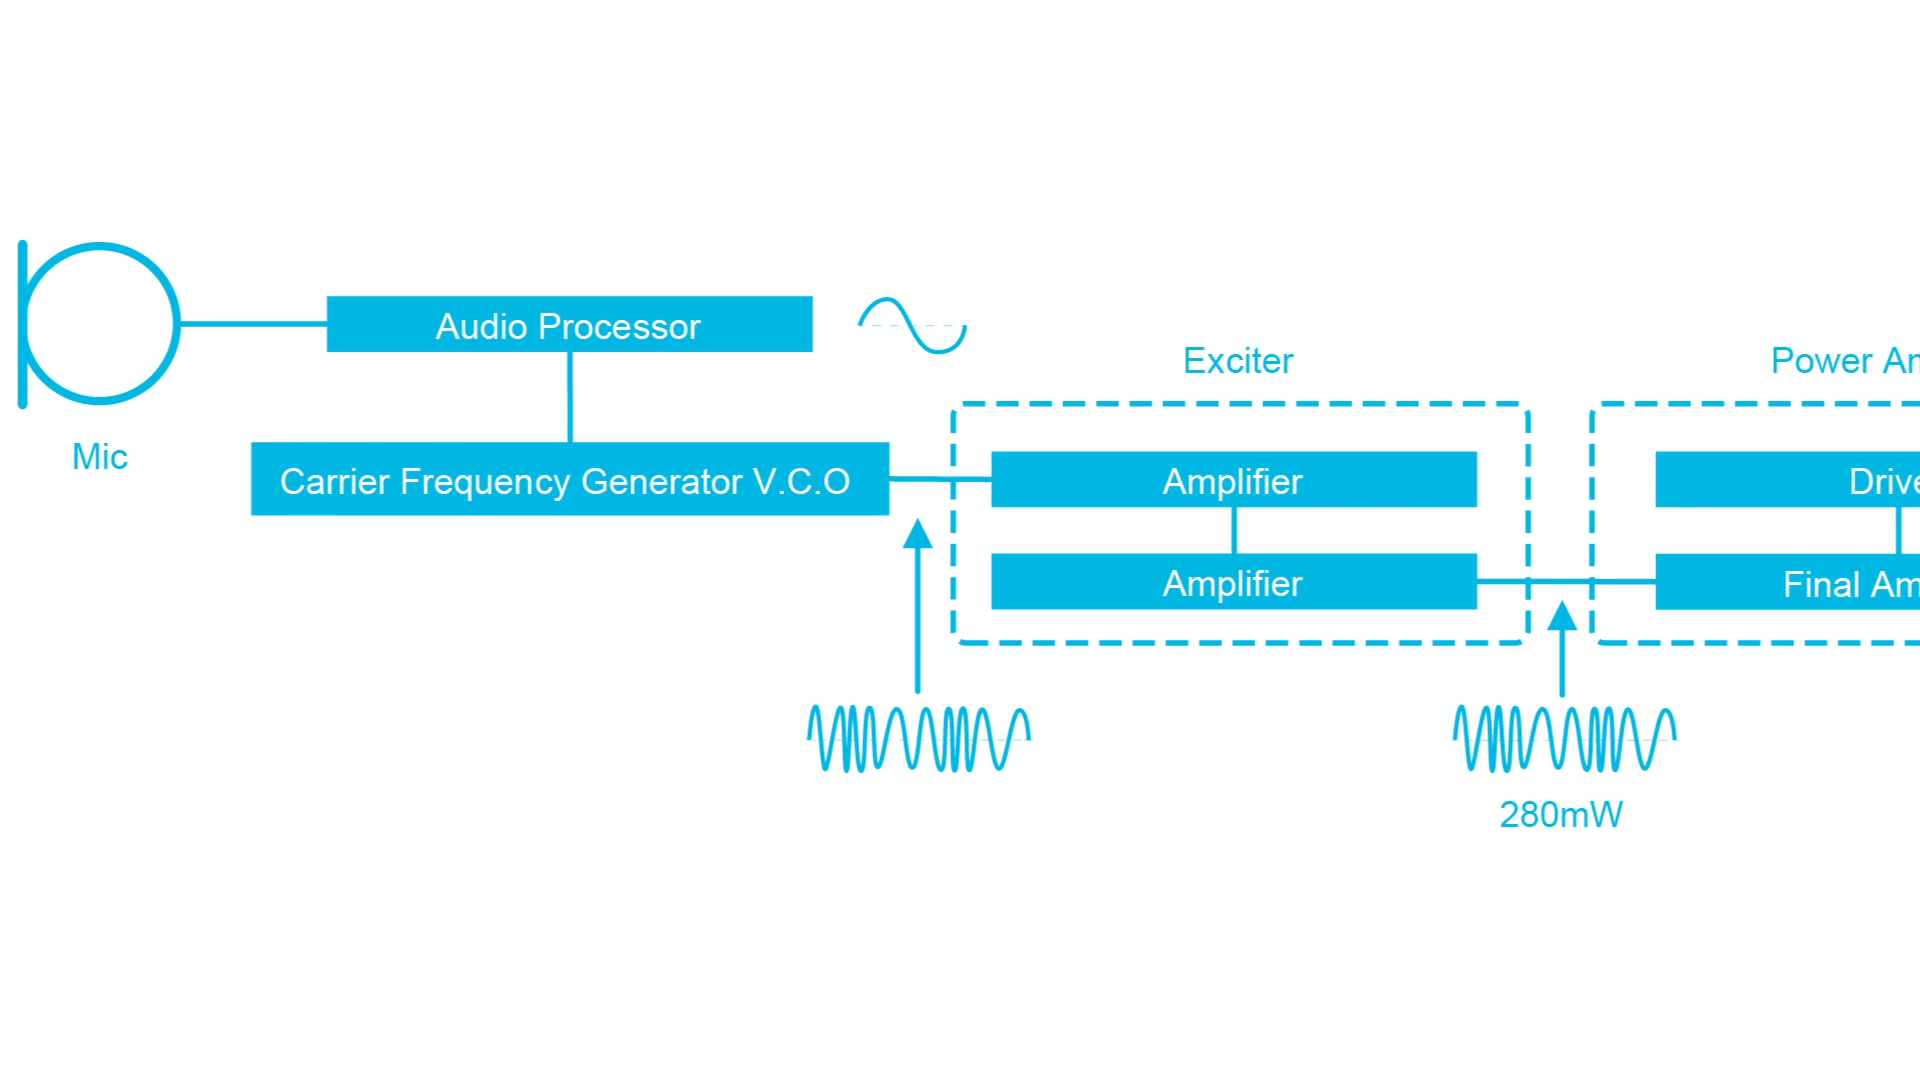 Audio Processor
Mic
Carrier Frequency Generator V.C.O
Exciter
Amplifier
Amplifier
280mW
Power
Final